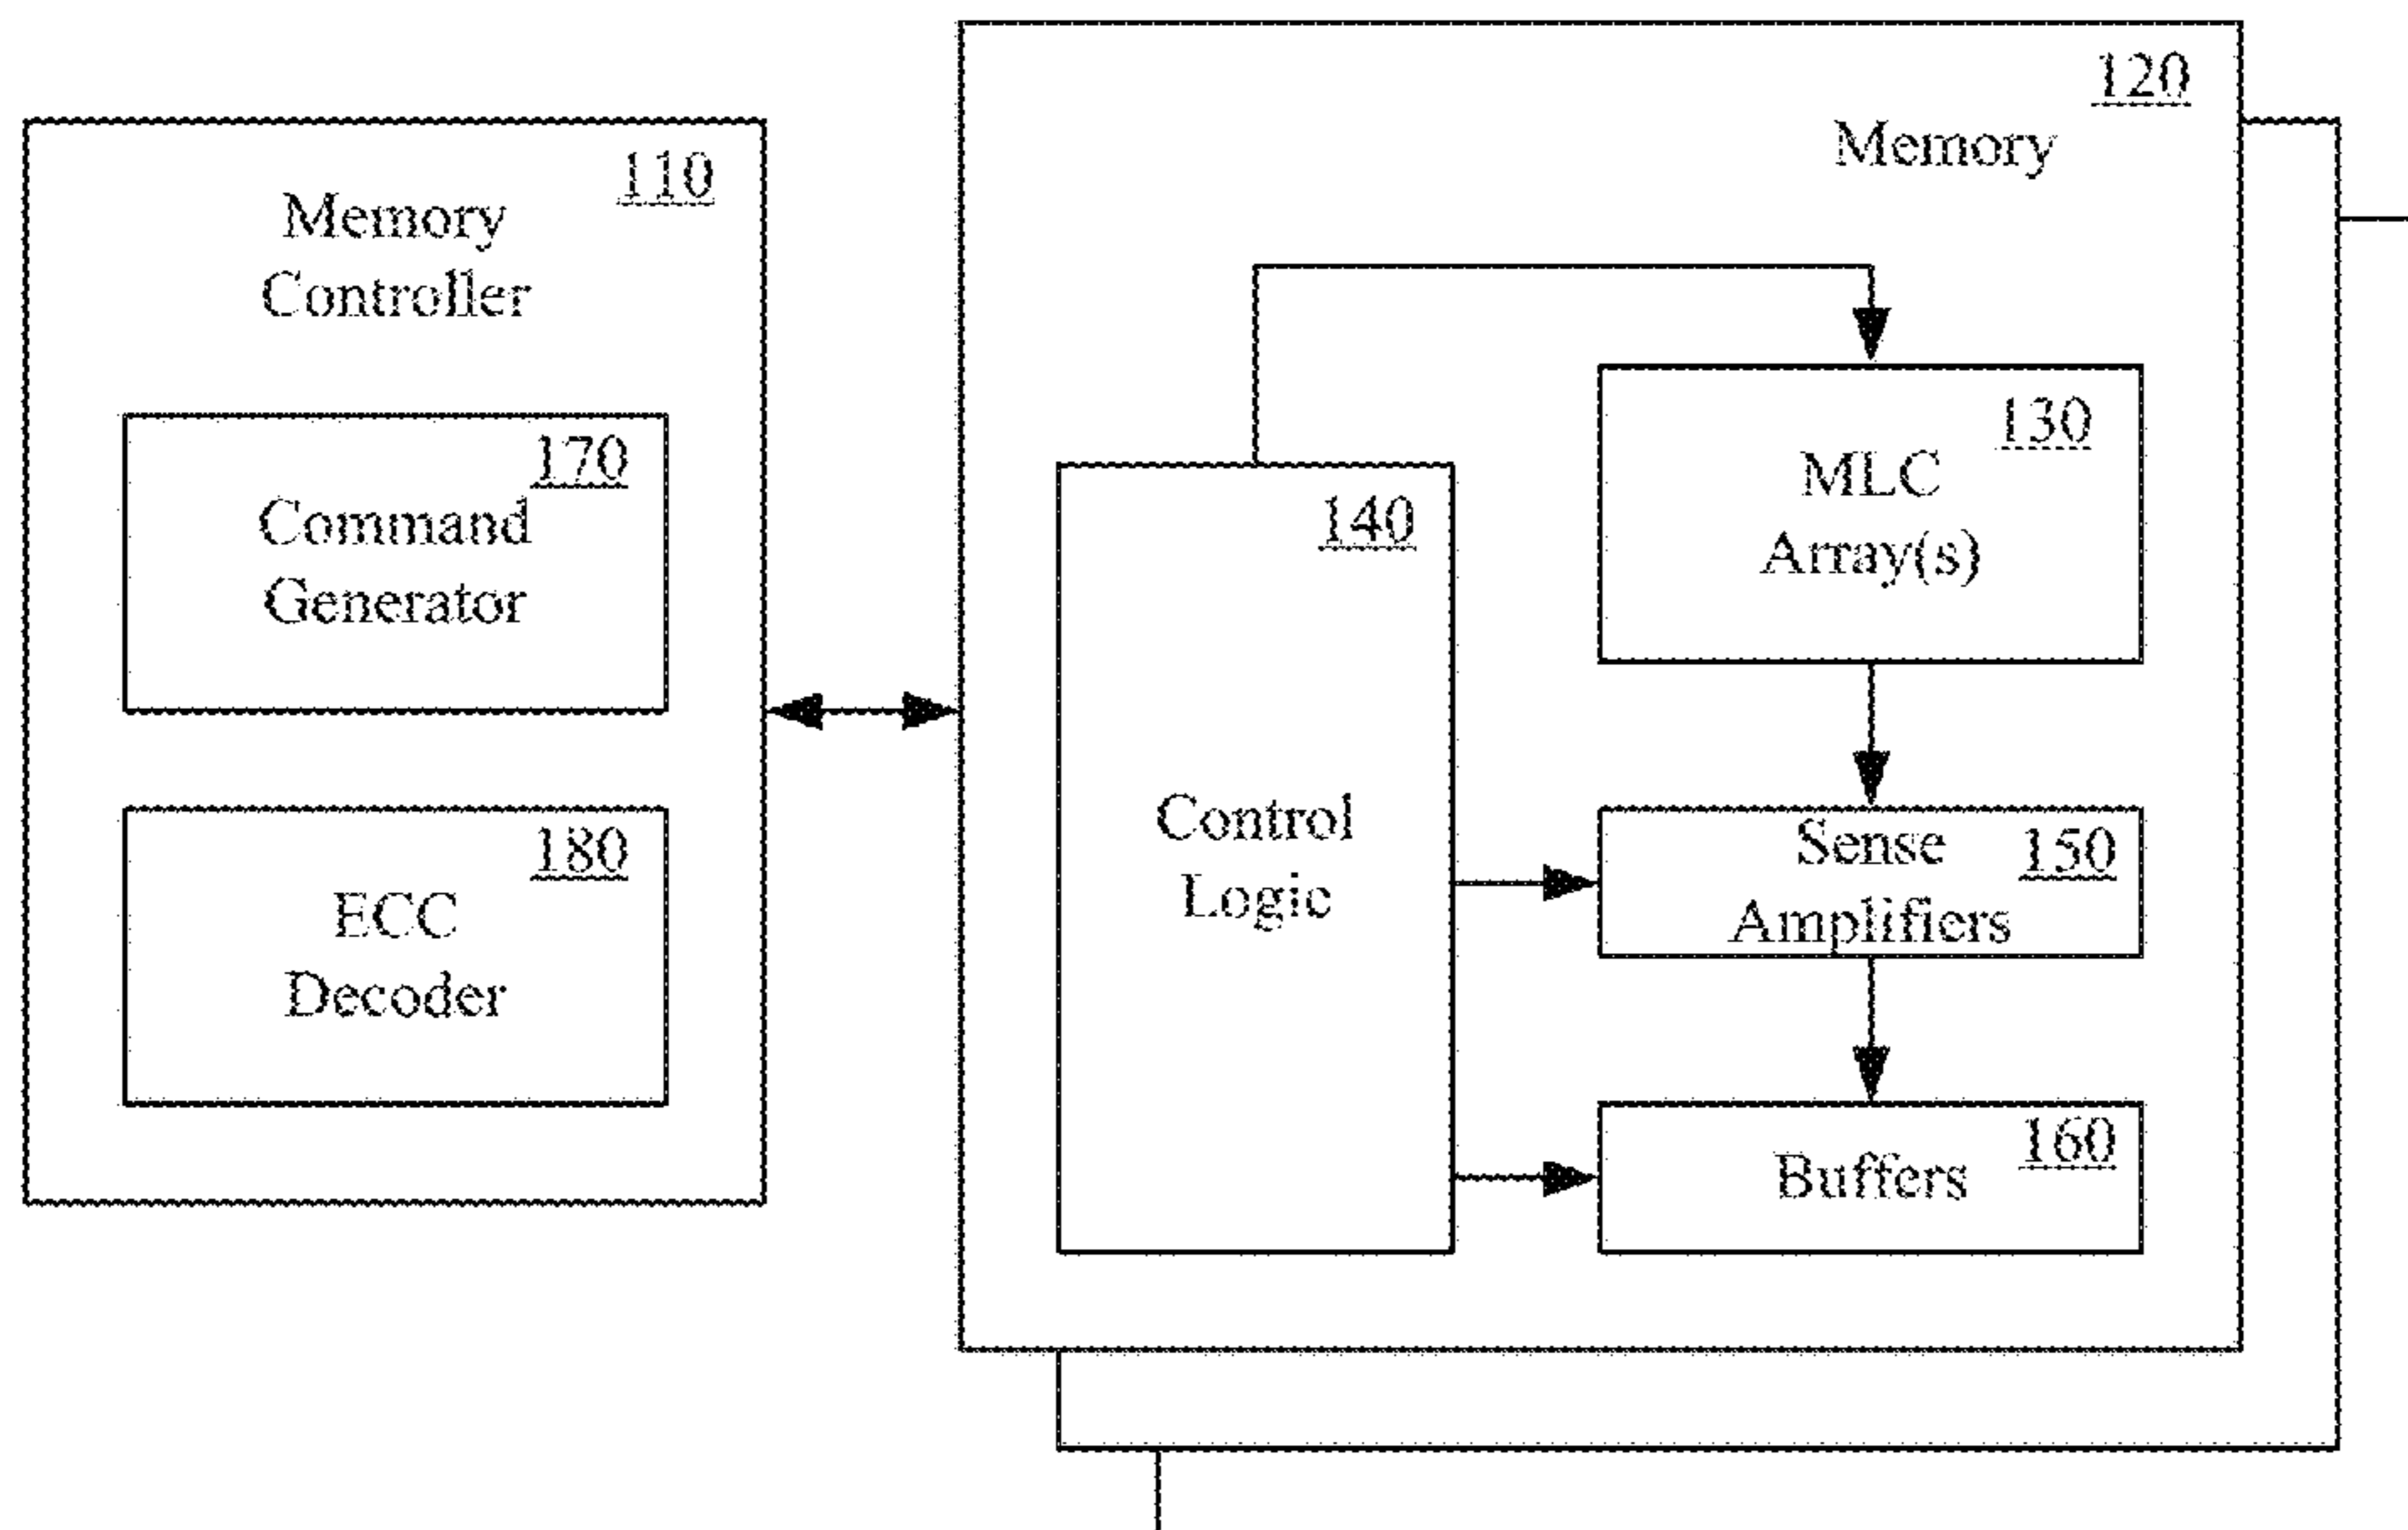 110
Memory
Controller
170
Command
Generator
180
ECC
Decoder
120
Memory
140
Control
Logic
130
MLC
Array(s)
150
Sense
Amplifiers
160
Buffers